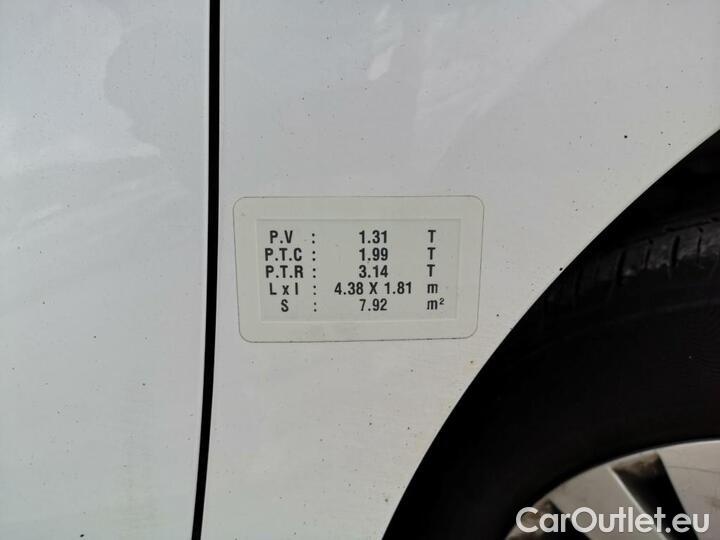 P.V : 1.31 T
P.T.C : 1.99 T
P.T.R : 3.14 T
L x l : 4.38 X 1.81 m
S : 7.92 m²
CarOutlet.eu